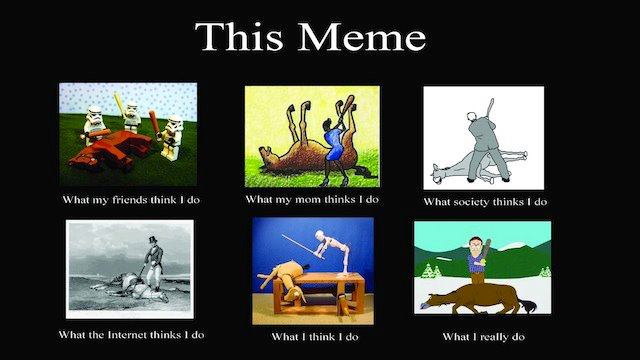 This Meme
What my friends think I do
What my mom thinks I do
What society thinks I do
What the Internet thinks I do
What I think I do
What I really do